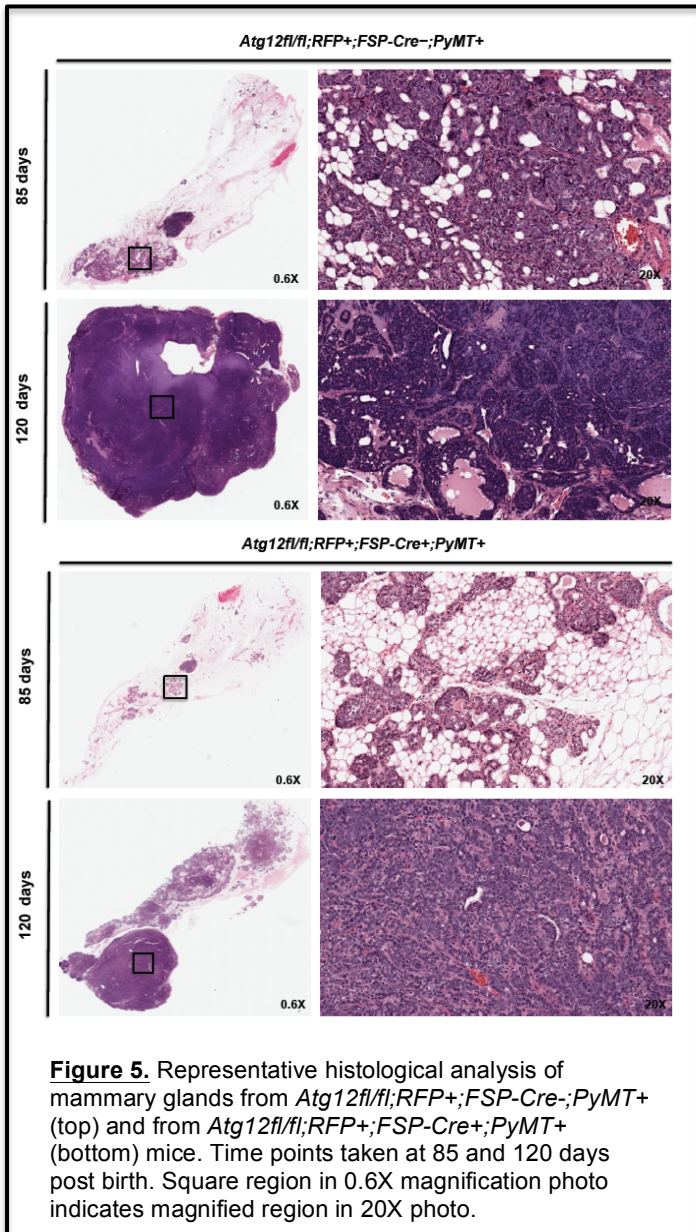 Atg12fl/fl;RFP+;FSP-Cre−;PyMT+
85 days
0.6X
20X
120 days
0.6X
20X
Atg12fl/fl;RFP+;FSP-Cre+;PyMT+
85 days
0.6X
20X
120 days
0.6X
20X
Figure 5. Representative histological analysis of
mammary glands from Atg12fl/fl;RFP+;FSP-Cre-;PyMT+
(top) and from Atg12fl/fl;RFP+;FSP-Cre+;PyMT+
(bottom) mice. Time points taken at 85 and 120 days
post birth. Square region in 0.6X magnification photo
indicates magnified region in 20X photo.